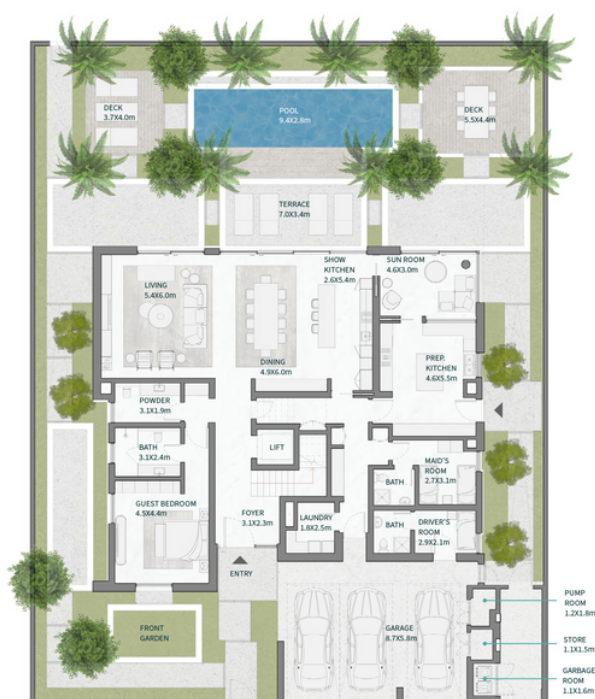 DECK
3.7X4.0m
POOL
9.4X2.8m
DECK
5.5X4.4m
TERRACE
7.0X3.4m
SHOW
KITCHEN
2.6X5.4m
SUN ROOM
4.6X3.0m
LIVING
5.4X6.0m
DINING
4.9X6.0m
PREP.
KITCHEN
4.6X5.5m
POWDER
3.1X1.9m
BATH
3.1X2.4m
LIFT
MAID'S
ROOM
2.7X3.1m
BATH
GUEST BEDROOM
4.5X4.4m
FOYER
3.1X2.3m
LAUNDRY
1.8X2.5m
BATH
DRIVER'S
ROOM
2.9X2.1m
ENTRY
FRONT
GARDEN
GARAGE
8.7X5.8m
PUMP
ROOM
1.2X1.8m
STORE
1.1X1.5m
GARBAGE
ROOM
1.1X1.6m